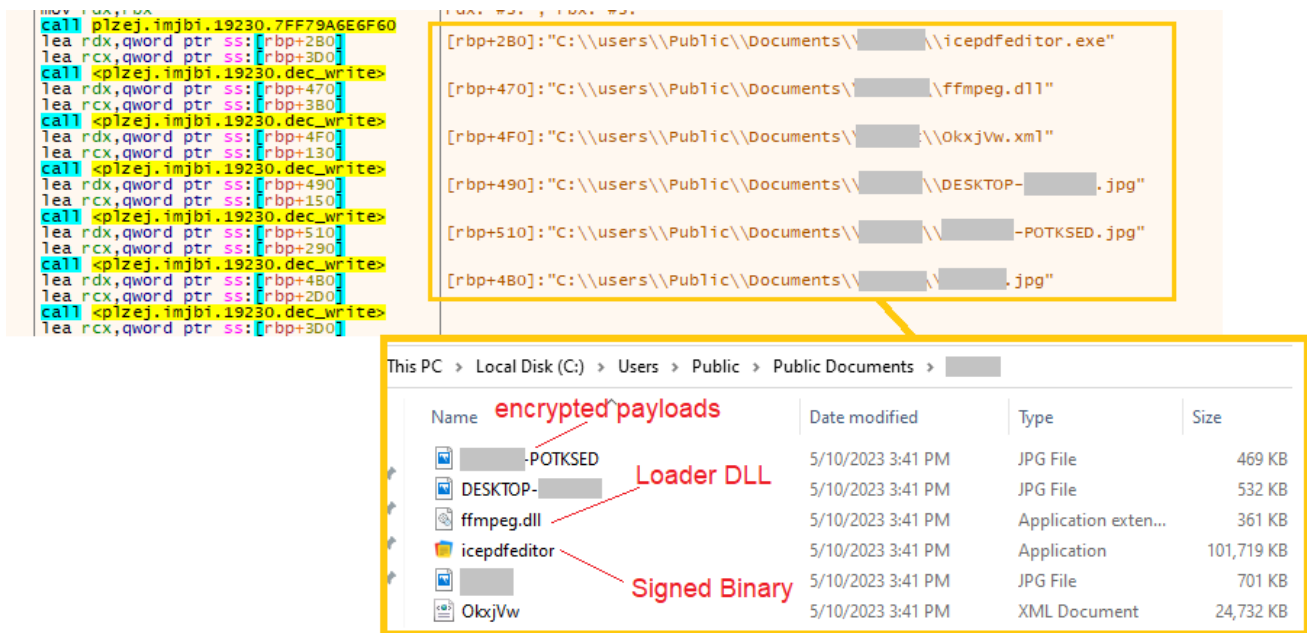 call plzej.imjbi.19230.7FF79A6E6F60
lea rdx,qword ptr ss:[rbp+2B0]
lea rcx,qword ptr ss:[rbp+3D0]
call <plzej.imjbi.19230.dec_write>
lea rdx,qword ptr ss:[rbp+470]
lea rcx,qword ptr ss:[rbp+3B0]
call <plzej.imjbi.19230.dec_write>
lea rdx,qword ptr ss:[rbp+4F0]
lea rcx,qword ptr ss:[rbp+130]
call <plzej.imjbi.19230.dec_write>
lea rdx,qword ptr ss:[rbp+490]
lea rcx,qword ptr ss:[rbp+150]
call <plzej.imjbi.19230.dec_write>
lea rdx,qword ptr ss:[rbp+510]
lea rcx,qword ptr ss:[rbp+290]
call <plzej.imjbi.19230.dec_write>
lea rdx,qword ptr ss:[rbp+4B0]
lea rcx,qword ptr ss:[rbp+2D0]
call <plzej.imjbi.19230.dec_write>
lea rcx,qword ptr ss:[rbp+3D0]
[rbp+2B0]:"C:\\users\\Public\\Documents\\ \\icepdfeditor.exe"
[rbp+470]:"C:\\users\\Public\\Documents\ \ffmpeg.dll"
[rbp+4F0]:"C:\\users\\Public\\Documents\\ \\OkxjVw.xml"
[rbp+490]:"C:\\users\\Public\\Documents\\ \\DESKTOP- .jpg"
[rbp+510]:"C:\\users\\Public\\Documents\\ \\ -POTKSED.jpg"
[rbp+4B0]:"C:\\users\\Public\\Documents\ \ .jpg"
This PC > Local Disk (C:) > Users > Public > Public Documents >
Name encrypted payloads Date modified Type Size
-POTKSED 5/10/2023 3:41 PM JPG File 469 KB
Loader DLL
DESKTOP- 5/10/2023 3:41 PM JPG File 532 KB
ffmpeg.dll 5/10/2023 3:41 PM Application exten... 361 KB
icepdfeditor 5/10/2023 3:41 PM Application 101,719 KB
Signed Binary 5/10/2023 3:41 PM JPG File 701 KB
OkxjVw 5/10/2023 3:41 PM XML Document 24,732 KB